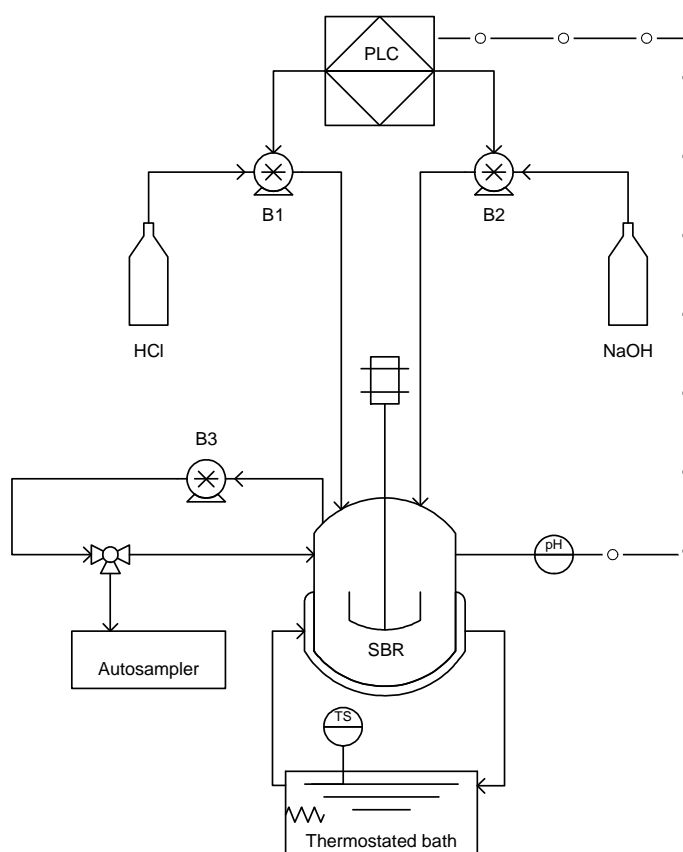 PLC
B1
B2
HCl
NaOH
B3
pH
Autosampler
SBR
TS
Thermostated bath